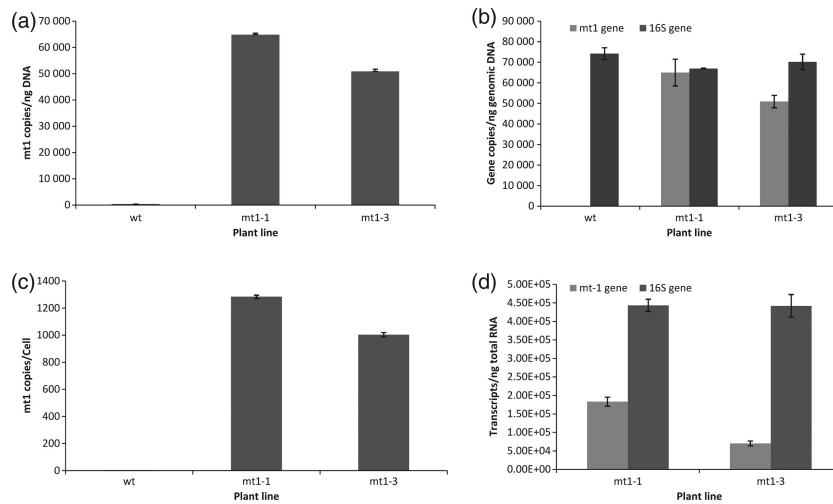 (a)
70 000
60 000
50 000
40 000
30 000
20 000
10 000
0
mt1 copies/ng DNA
wt mt1-1 mt1-3
Plant line
(b)
mt1 gene 16S gene
90 000
80 000
70 000
60 000
50 000
40 000
30 000
20 000
10 000
0
Gene copies/ng genomic DNA
wt mt1-1 mt1-3
Plant line
(c)
1400
1200
1000
800
600
400
200
0
mt1 copies/Cell
wt mt1-1 mt1-3
Plant line
(d)
mt-1 gene 16S gene
5.00E+05
4.50E+05
4.00E+05
3.50E+05
3.00E+05
2.50E+05
2.00E+05
1.50E+05
1.00E+05
5.00E+04
0.00E+00
Transcripts/ng total RNA
mt1-1 mt1-3
Plant line